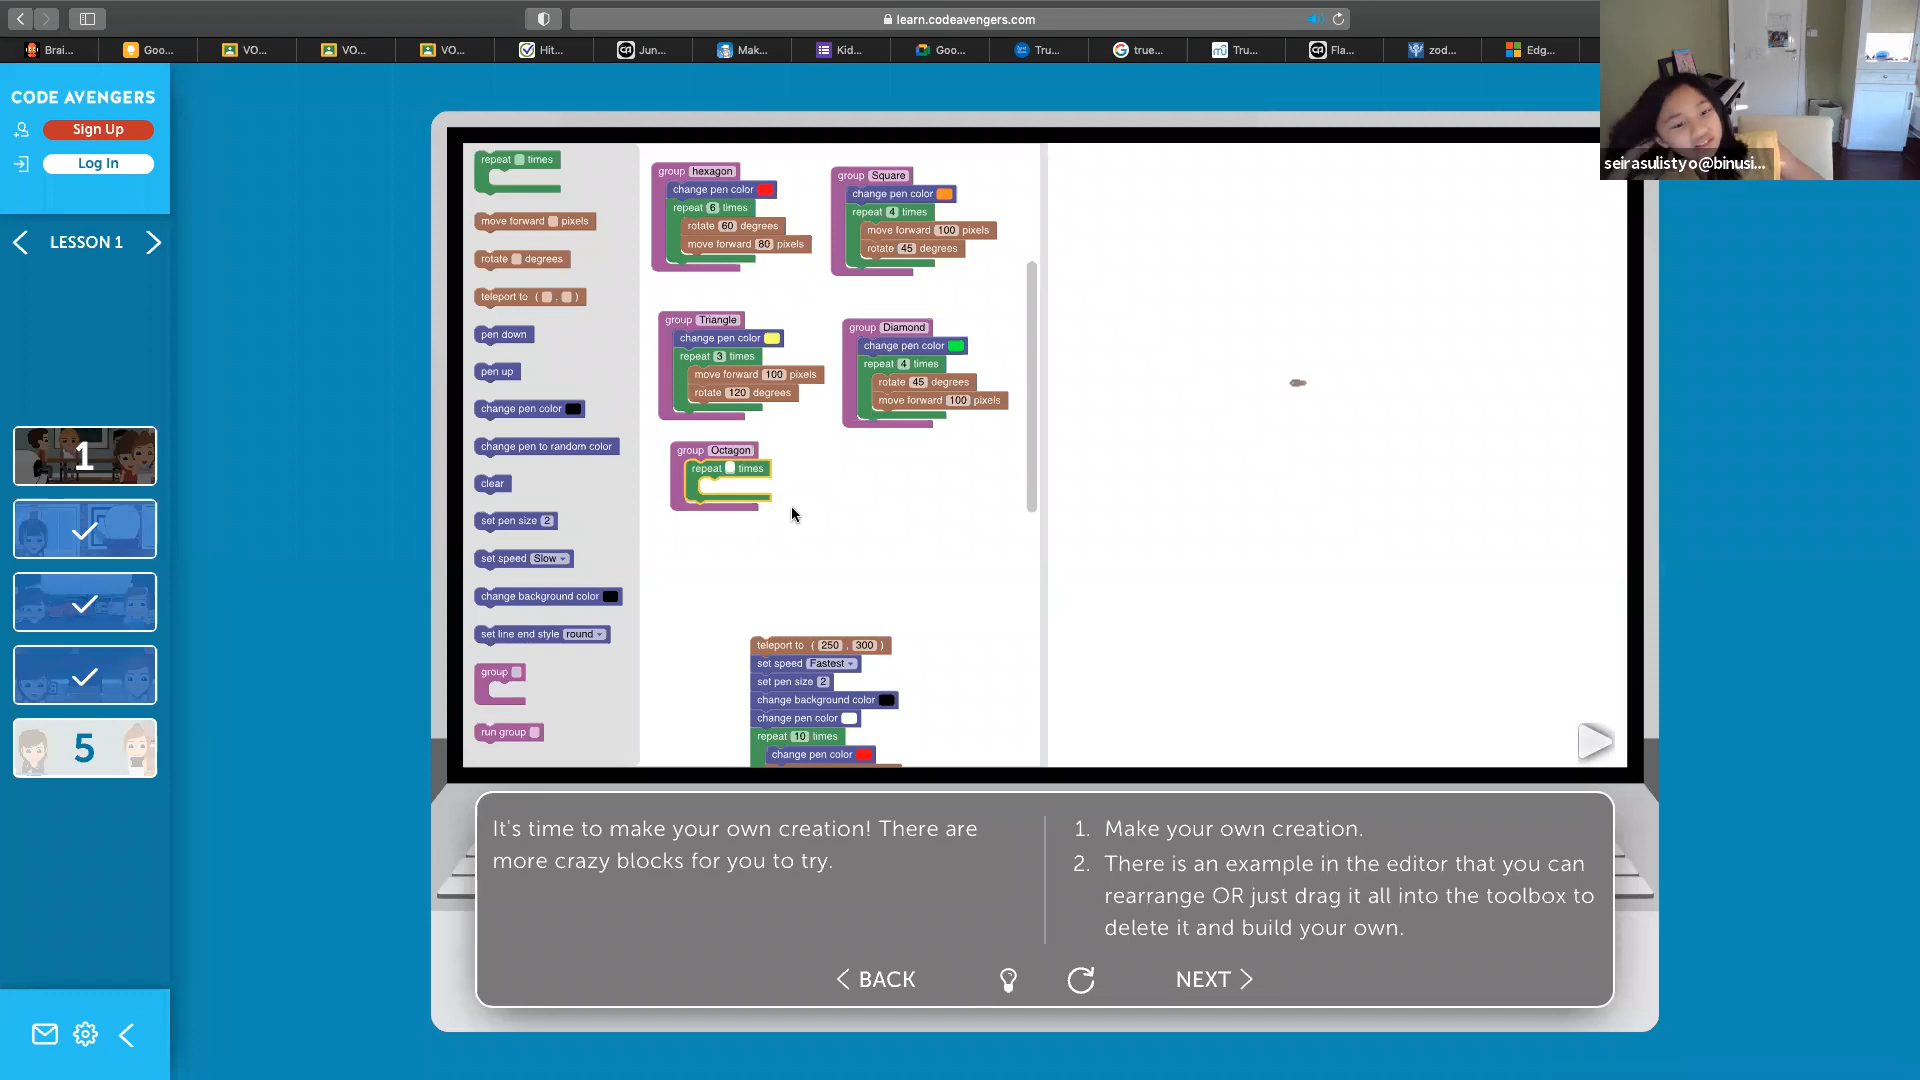 learn.codeavengers.com
Brai...
Goo...
VO...
VO...
VO...
Hit...
Jun...
Mak...
Kid...
Goo...
Tru...
true...
Tru...
Fla...
zod...
Edg...
seirasulistyo@binusi...
CODE AVENGERS
Sign Up
Log In
LESSON 1
1
5
repeat times
move forward pixels
rotate degrees
teleport to ( , )
pen down
pen up
change pen color
change pen to random color
clear
set pen size 2
set speed Slow
change background color
set line end style round
group
run group
group hexagon
change pen color
repeat 6 times
rotate 60 degrees
move forward 80 pixels
group Square
change pen color
repeat 4 times
move forward 100 pixels
rotate 45 degrees
group Triangle
change pen color
repeat 3 times
move forward 100 pixels
rotate 120 degrees
group Diamond
change pen color
repeat 4 times
rotate 45 degrees
move forward 100 pixels
group Octagon
repeat times
teleport to ( 250 , 300 )
set speed Fastest
set pen size 2
change background color
change pen color
repeat 10 times
change pen color
It's time to make your own creation! There are
more crazy blocks for you to try.
1. Make your own creation.
2. There is an example in the editor that you can
rearrange OR just drag it all into the toolbox to
delete it and build your own.
BACK
NEXT